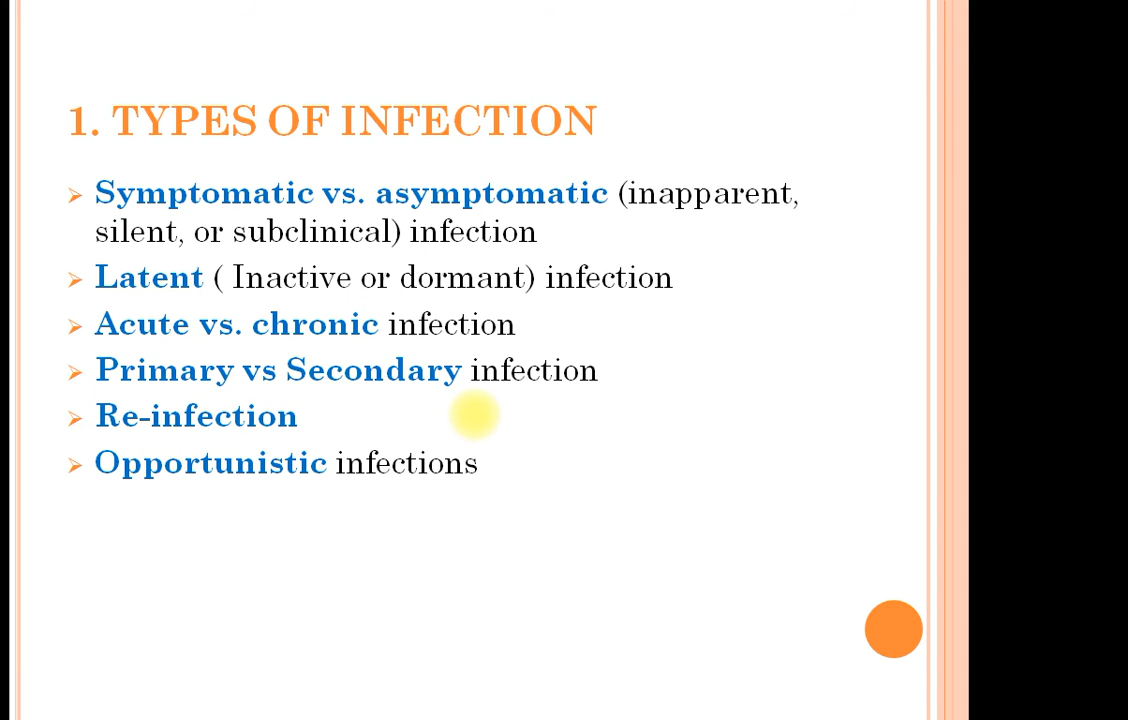 1. TYPES OF INFECTION
➢ Symptomatic vs. asymptomatic (inapparent,
silent, or subclinical) infection
➢ Latent ( Inactive or dormant) infection
➢ Acute vs. chronic infection
➢ Primary vs Secondary infection
➢ Re-infection
➢ Opportunistic infections